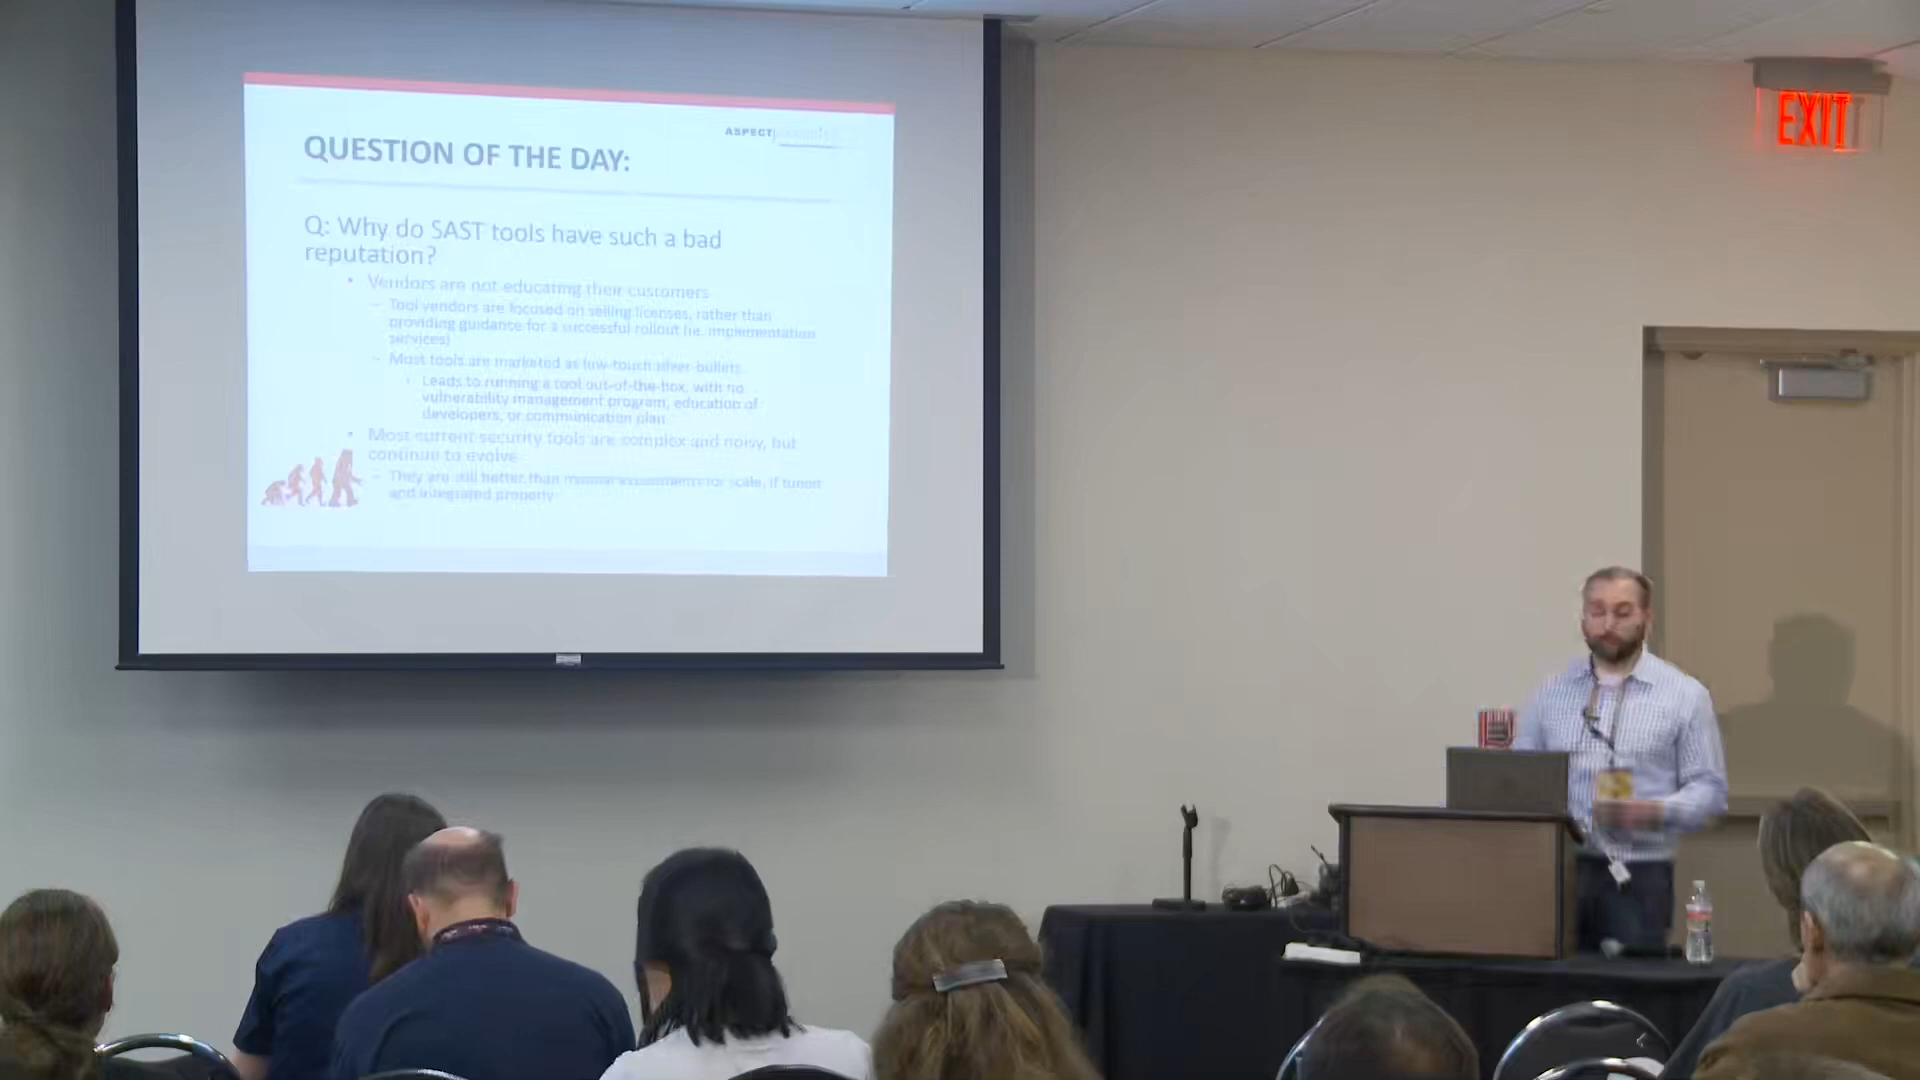 ASPECT
QUESTION OF THE DAY:
Q: Why do SAST tools have such a bad
reputation?
• Vendors are not educating their customers
– Tool vendors are focused on selling licenses, rather than
providing guidance for a successful rollout (ie. implementation
services)
– Most tools are marketed as low-touch silver-bullets
• Leads to running a tool out-of-the-box, with no
vulnerability management program, education of
developers, or communication plan
• Most current security tools are complex and noisy, but
continue to evolve
– They are still better than manual assessments for scale, if tuned
and integrated properly
EXIT